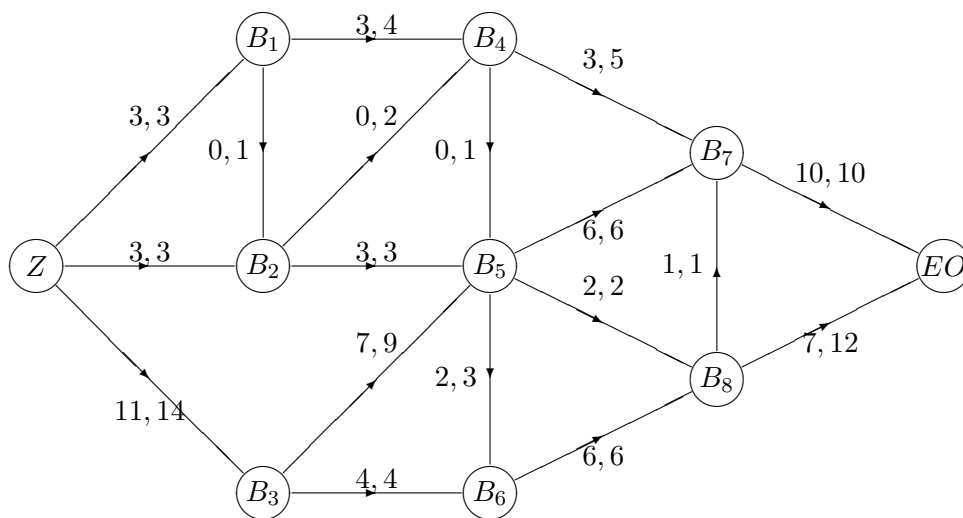 B₁
3, 4
B₄
3, 5
3, 3
0, 1
0, 2
0, 1
B₇
10, 10
Z
3, 3
B₂
3, 3
B₅
6, 6
1, 1
EO
2, 2
7, 9
2, 3
7, 12
B₈
11, 14
B₃
4, 4
B₆
6, 6